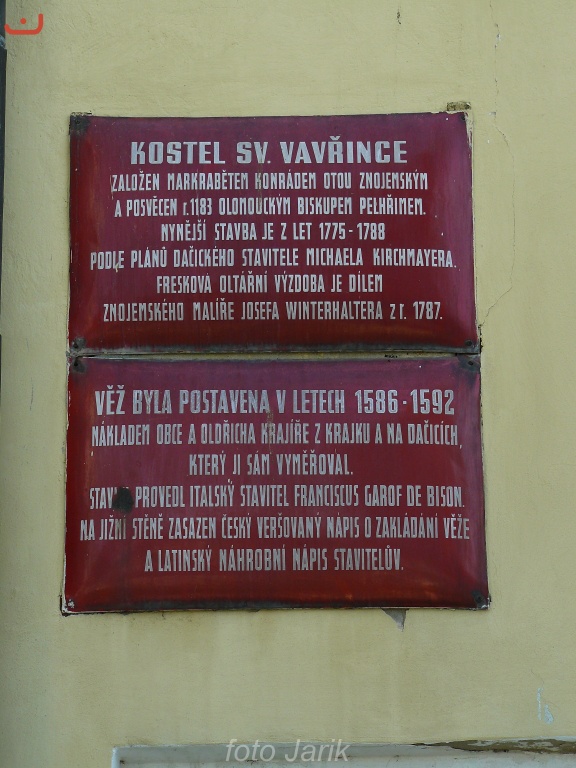 KOSTEL SV. VAVŘINCE
ZALOŽEN MARKRABĚTEM KONRÁDEM OTOU ZNOJEMSKÝM
A POSVĚCEN r.1183 OLOMOUCKÝM BISKUPEM PELHŘIMEM.
NYNĚJŠÍ STAVBA JE Z LET 1775-1788
PODLE PLÁNŮ DAČICKÉHO STAVITELE MICHAELA KIRCHMAYERA.
FRESKOVÁ OLTÁŘNÍ VÝZDOBA JE DÍLEM
ZNOJEMSKÉHO MALÍŘE JOSEFA WINTERHALTERA z r. 1787.
VĚŽ BYLA POSTAVENA V LETECH 1586-1592
NÁKLADEM OBCE A OLDŘICHA KRAJÍŘE Z KRAJKU A NA DAČICÍCH,
KTERÝ JI SÁM VYMĚŘOVAL.
PROVEDL ITALSKÝ STAVITEL FRANCISCUS GAROF DE BISON.
NA JIŽNÍ STĚNĚ ZASAZEN ČESKÝ VERŠOVANÝ NÁPIS O ZAKLÁDÁNÍ VĚŽE
A LATINSKÝ NÁHROBNÍ NÁPIS STAVITELŮV.
foto Jarik